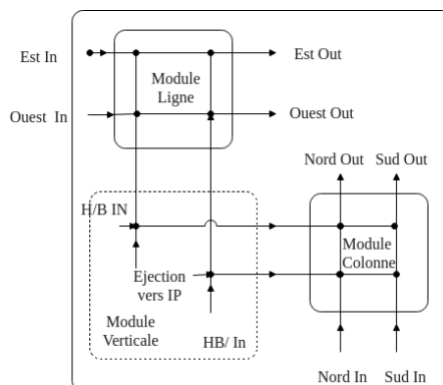 Est In
Est Out
Module
Ligne
Ouest In
Ouest Out
Nord Out
Sud Out
H/B IN
Module
Colonne
Ejection
vers IP
Module
Verticale
HB/ In
Nord In
Sud In